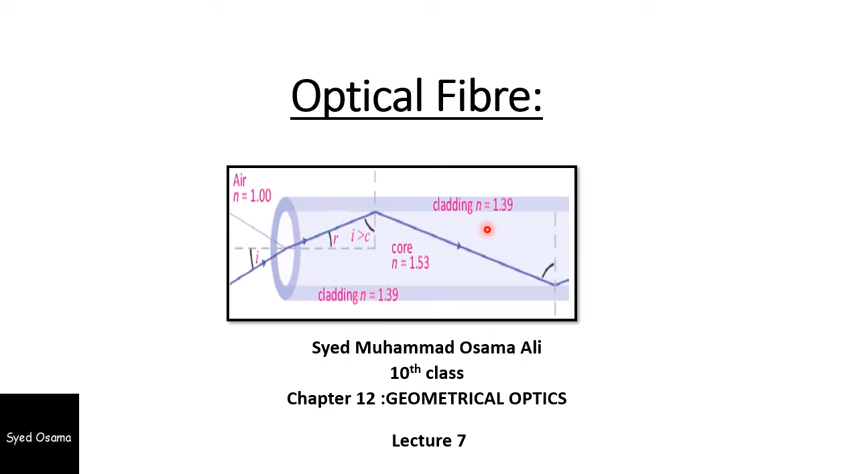 Optical Fibre:
Air
n = 1.00
cladding n = 1.39
i
r
i >c
core
n = 1.53
cladding n = 1.39
Syed Muhammad Osama Ali
10th class
Chapter 12 :GEOMETRICAL OPTICS
Syed Osama
Lecture 7